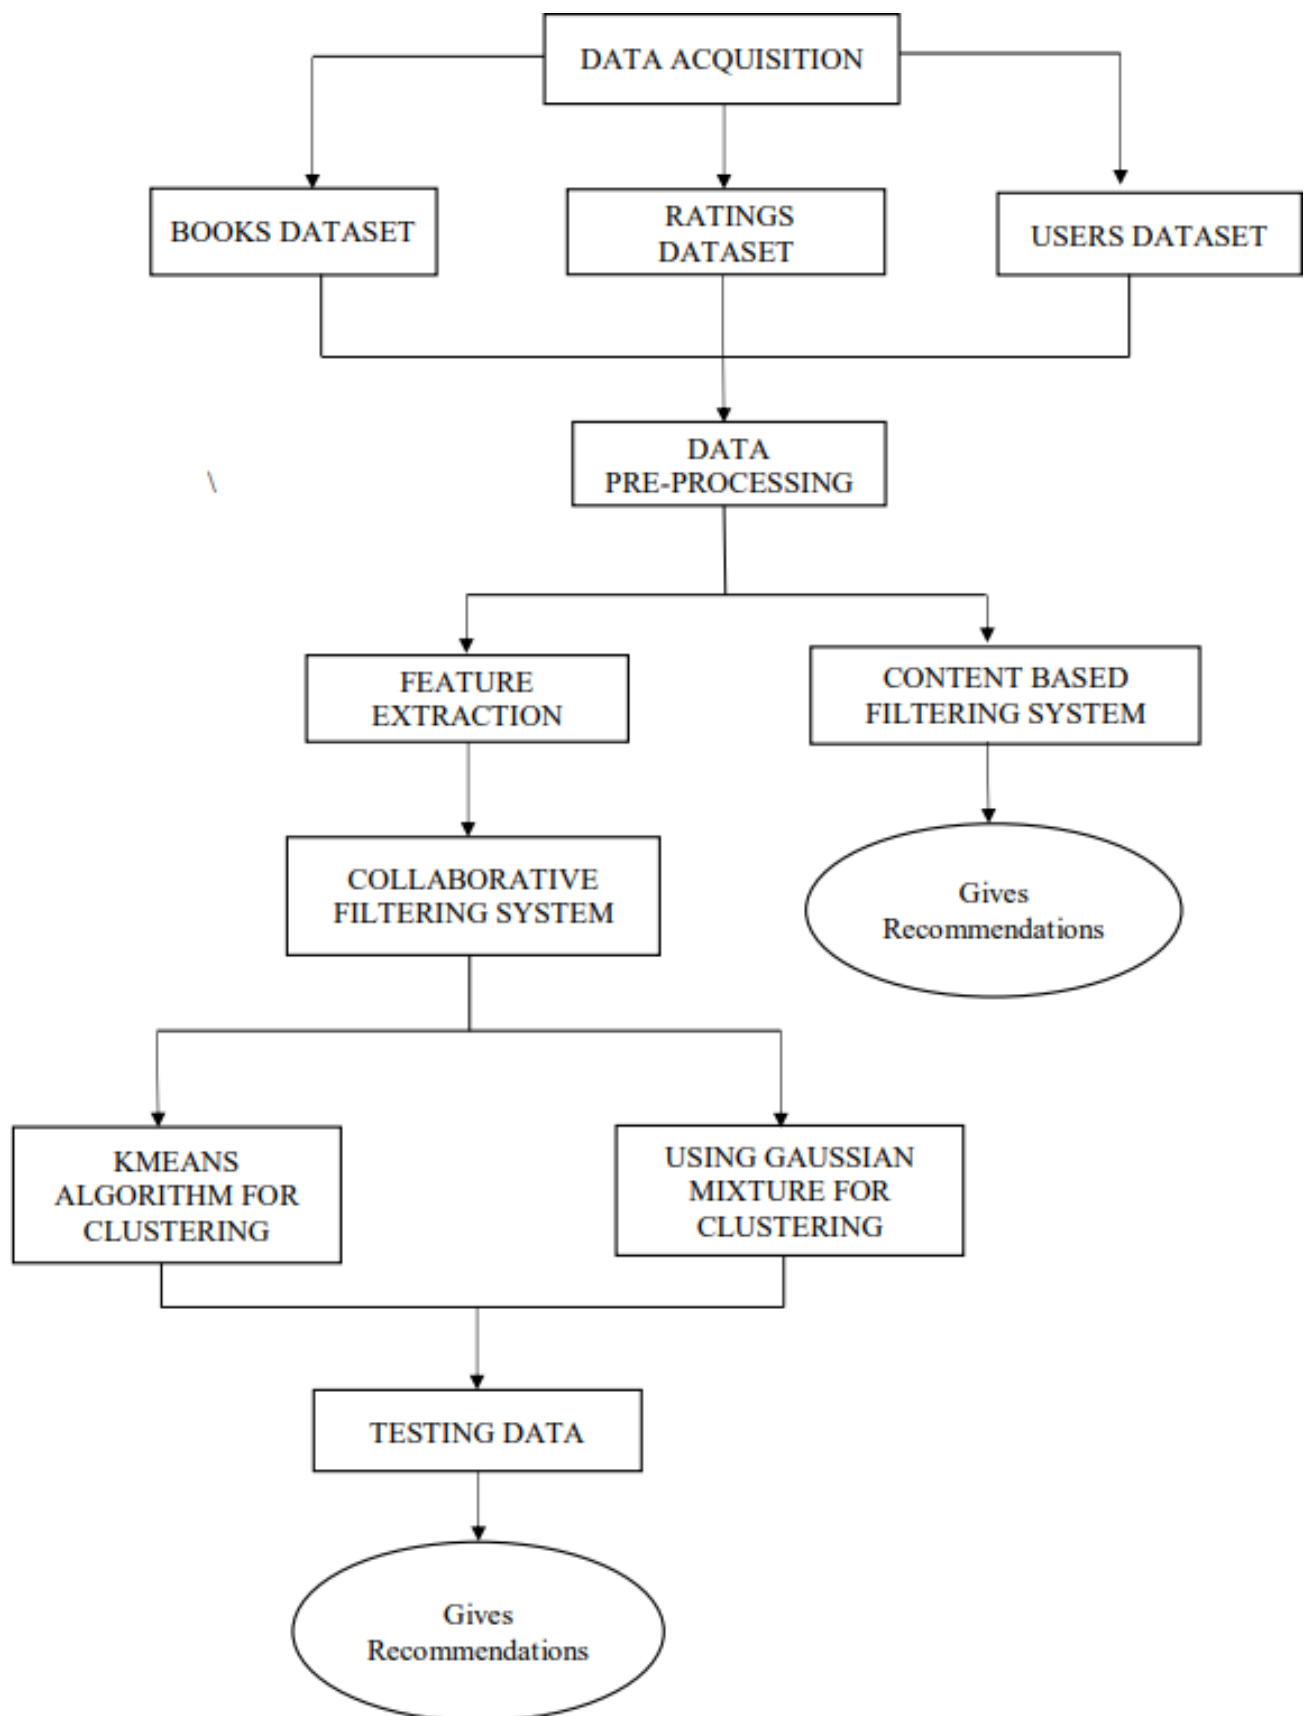 DATA ACQUISITION
BOOKS DATASET
RATINGS
DATASET
USERS DATASET
DATA
PRE-PROCESSING
\
FEATURE
EXTRACTION
CONTENT BASED
FILTERING SYSTEM
COLLABORATIVE
FILTERING SYSTEM
Gives
Recommendations
KMEANS
ALGORITHM FOR
CLUSTERING
USING GAUSSIAN
MIXTURE FOR
CLUSTERING
TESTING DATA
Gives
Recommendations